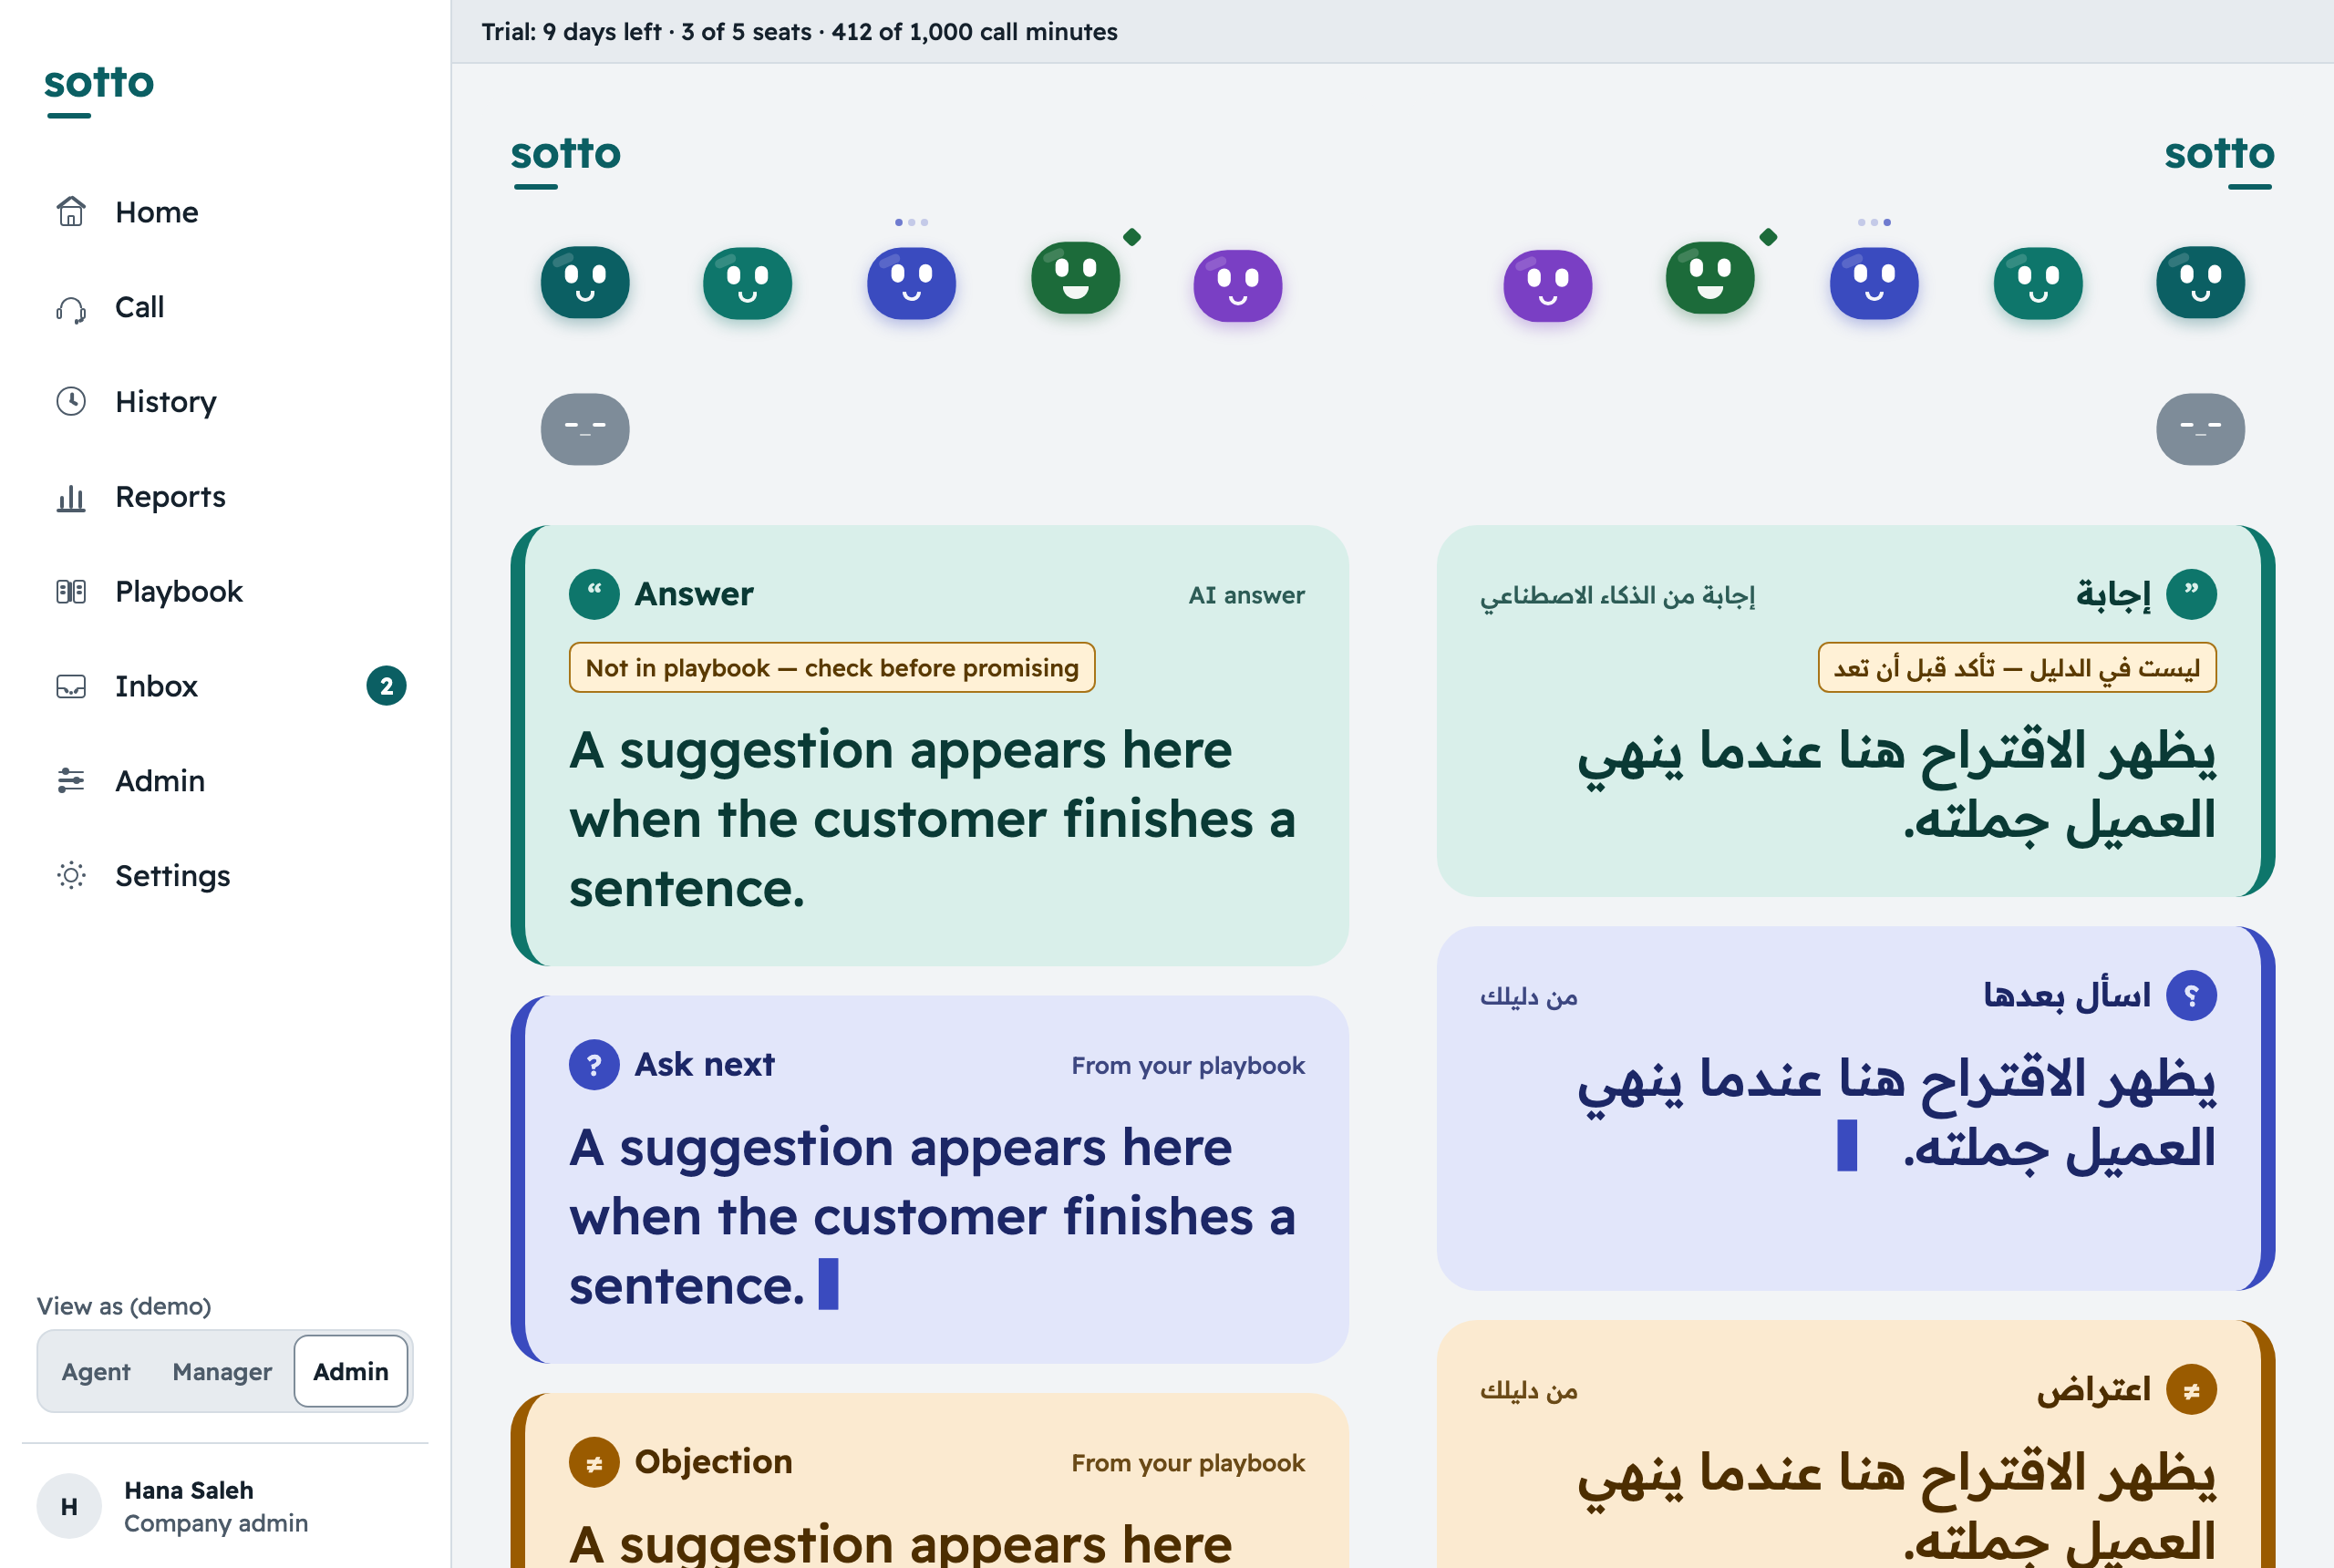 sotto
Home
Call
History
Reports
Playbook
Inbox 2
Admin
Settings
View as (demo)
Agent Manager Admin
H
Hana Saleh
Company admin
Trial: 9 days left · 3 of 5 seats · 412 of 1,000 call minutes
sotto
“ Answer AI answer
Not in playbook — check before promising
A suggestion appears here
when the customer finishes a
sentence.
? Ask next From your playbook
A suggestion appears here
when the customer finishes a
sentence.
≠ Objection From your playbook
A suggestion appears here
sotto
” إجابة إجابة من الذكاء الاصطناعي
ليست في الدليل — تأكد قبل أن تعد
يظهر الاقتراح هنا عندما ينهي
العميل جملته.
؟ اسأل بعدها من دليلك
يظهر الاقتراح هنا عندما ينهي
العميل جملته.
≠ اعتراض من دليلك
يظهر الاقتراح هنا عندما ينهي
العميل جملته.